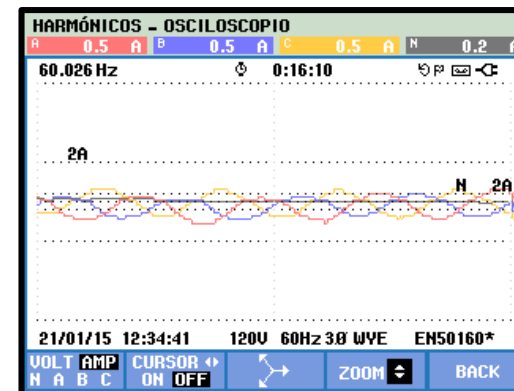 HARMÓNICOS - OSCILOSCOPIO
A 0.5 A B 0.5 A C 0.5 A N 0.2 A
60.026 Hz 0:16:10
2A
N 2A
21/01/15 12:34:41 120V 60Hz 3Ø WYE EN50160*
VOLT AMP CURSOR ZOOM BACK
N A B C ON OFF